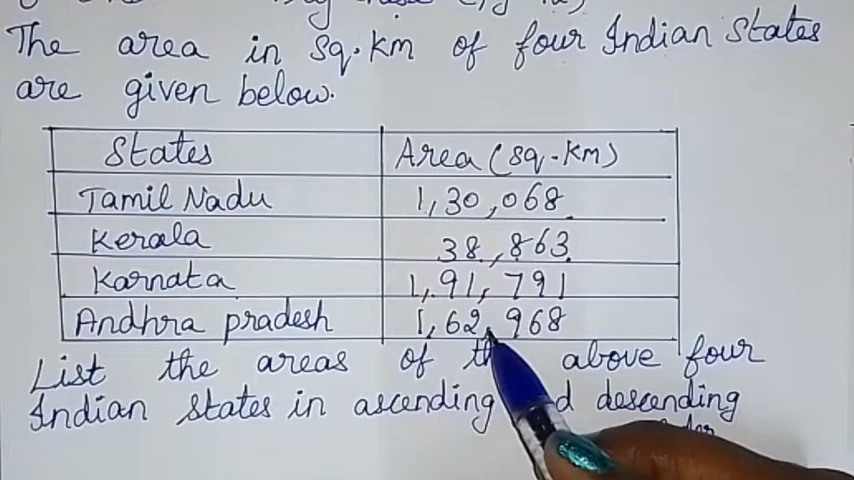 The area in sq.km of four Indian states
are given below.
States Area (sq.km)
Tamil Nadu 1,30,068
Kerala 38,863
Karnata 1,91,791
Andhra pradesh 1,62,968
List the areas of above four
Indian states in ascending descending